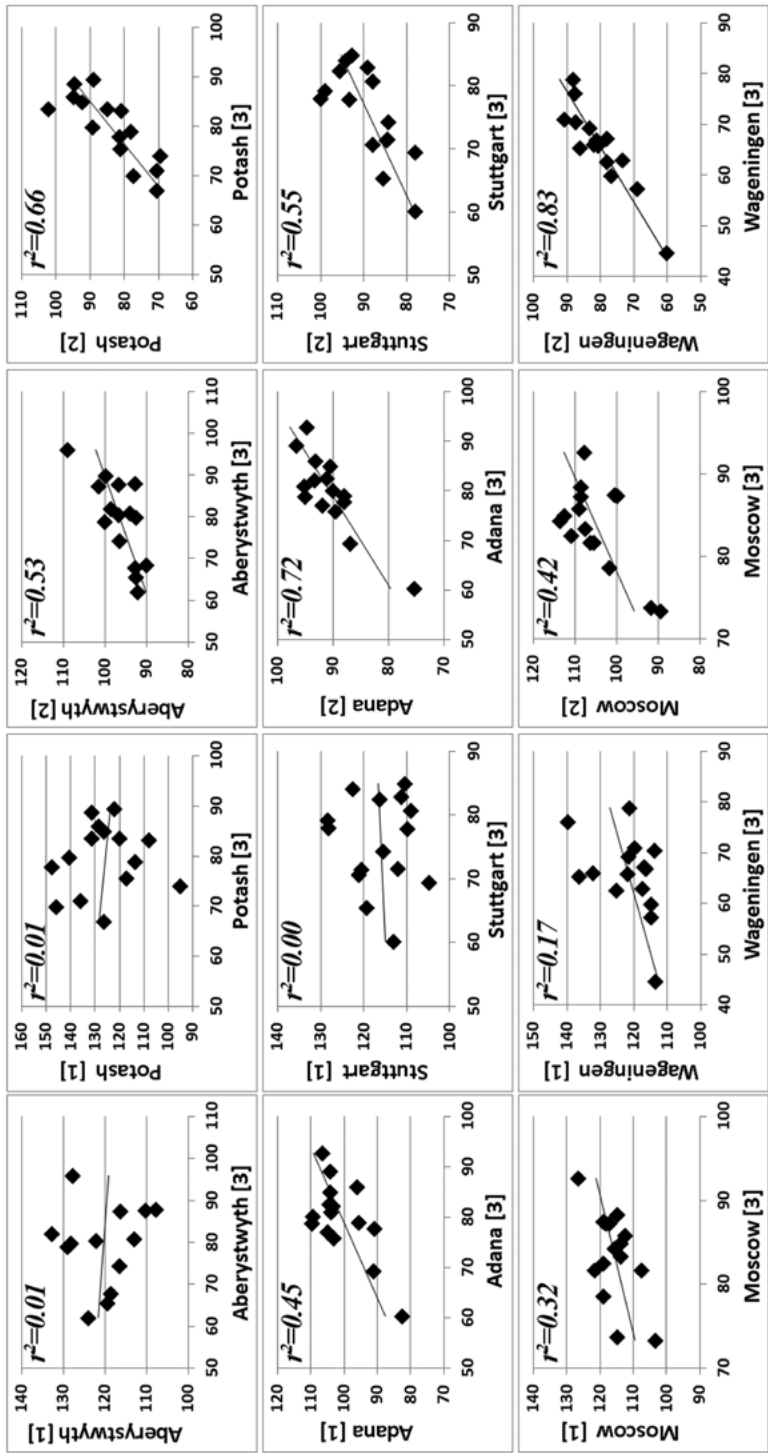 Aberystwyth [1]
r²=0.01
140
130
120
110
100
50 60 70 80 90 100 110
Aberystwyth [3]
Potash [1]
r²=0.01
160
150
140
130
120
110
100
90
50 60 70 80 90 100
Potash [3]
Aberystwyth [2]
r²=0.53
120
110
100
90
80
50 60 70 80 90 100 110
Aberystwyth [3]
Potash [2]
r²=0.66
110
100
90
80
70
60
50 60 70 80 90 100
Potash [3]
Adana [1]
r²=0.45
120
110
100
90
80
70
50 60 70 80 90 100
Adana [3]
Stuttgart [1]
r²=0.00
140
130
120
110
100
50 60 70 80 90
Stuttgart [3]
Adana [2]
r²=0.72
100
95
90
85
80
75
70
50 60 70 80 90 100
Adana [3]
Stuttgart [2]
r²=0.55
110
100
90
80
70
50 60 70 80 90
Stuttgart [3]
Moscow [1]
r²=0.32
140
130
120
110
100
70 80 90 100
Moscow [3]
Wageningen [1]
r²=0.17
150
140
130
120
110
100
40 50 60 70 80 90
Wageningen [3]
Moscow [2]
r²=0.42
120
110
100
90
80
70 80 90 100
Moscow [3]
Wageningen [2]
r²=0.83
100
90
80
70
60
50
40 50 60 70 80 90
Wageningen [3]